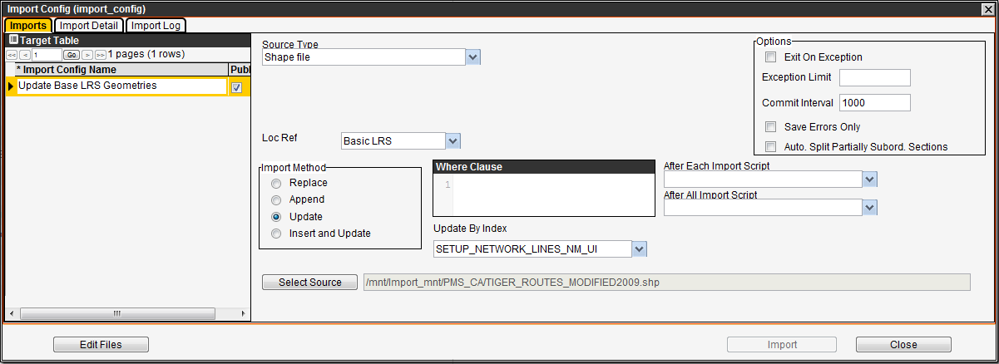 Import Config (import_config)
Imports Import Detail Import Log
Target Table
<< < 1 Go > >> 1 pages (1 rows)
* Import Config Name Publ
Update Base LRS Geometries
Source Type
Shape file
Loc Ref Basic LRS
Import Method
Replace
Append
Update
Insert and Update
Where Clause
1
Update By Index
SETUP_NETWORK_LINES_NM_UI
Options
Exit On Exception
Exception Limit
Commit Interval 1000
Save Errors Only
Auto. Split Partially Subord. Sections
After Each Import Script
After All Import Script
Select Source /mnt/Import_mnt/PMS_CA/TIGER_ROUTES_MODIFIED2009.shp
Edit Files Import Close